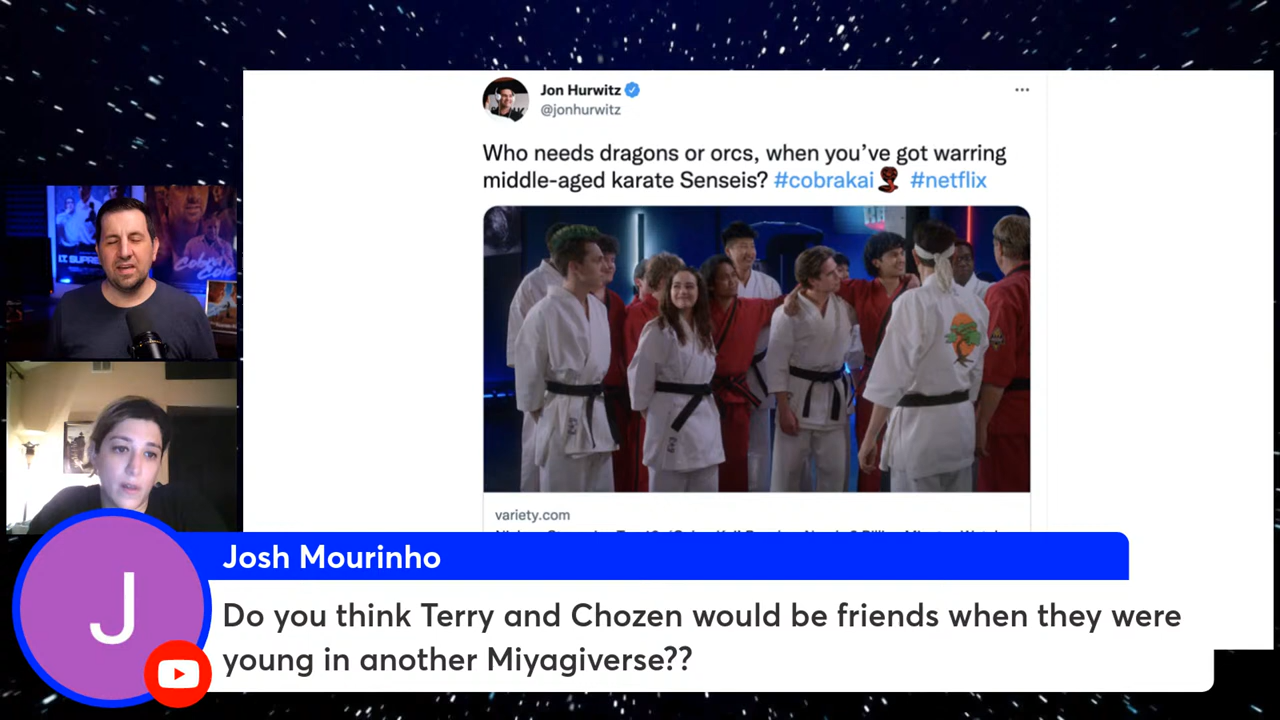 Jon Hurwitz
@jonhurwitz
Who needs dragons or orcs, when you've got warring
middle-aged karate Senseis? #cobrakai #netflix
variety.com
Josh Mourinho
J
Do you think Terry and Chozen would be friends when they were
young in another Miyagiverse??